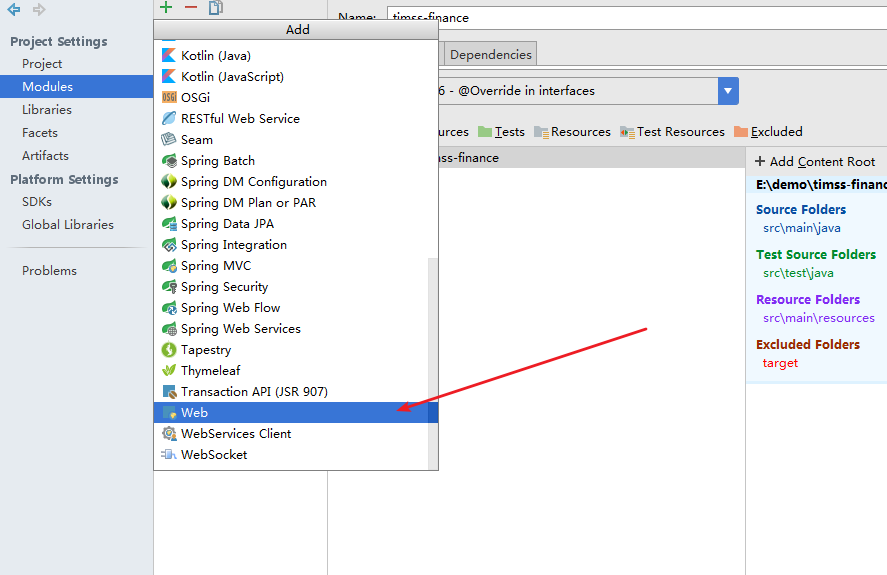 Project Settings
Project
Modules
Libraries
Facets
Artifacts
Platform Settings
SDKs
Global Libraries
Problems
Add
Kotlin (Java)
Kotlin (JavaScript)
OSGi
OSGi
RESTful Web Service
Seam
Spring Batch
Spring DM Configuration
Spring DM Plan or PAR
Spring Data JPA
Spring Integration
Spring MVC
Spring Security
Spring Web Flow
Spring Web Services
Tapestry
Thymeleaf
Transaction API (JSR 907)
Web
WebServices Client
WebSocket
Name: timss-finance
Dependencies
6 - @Override in interfaces
Tests Resources Test Resources Excluded
+ Add Content Root
E:\demo\timss-finance
Source Folders
src\main\java
Test Source Folders
src\test\java
Resource Folders
src\main\resources
Excluded Folders
target